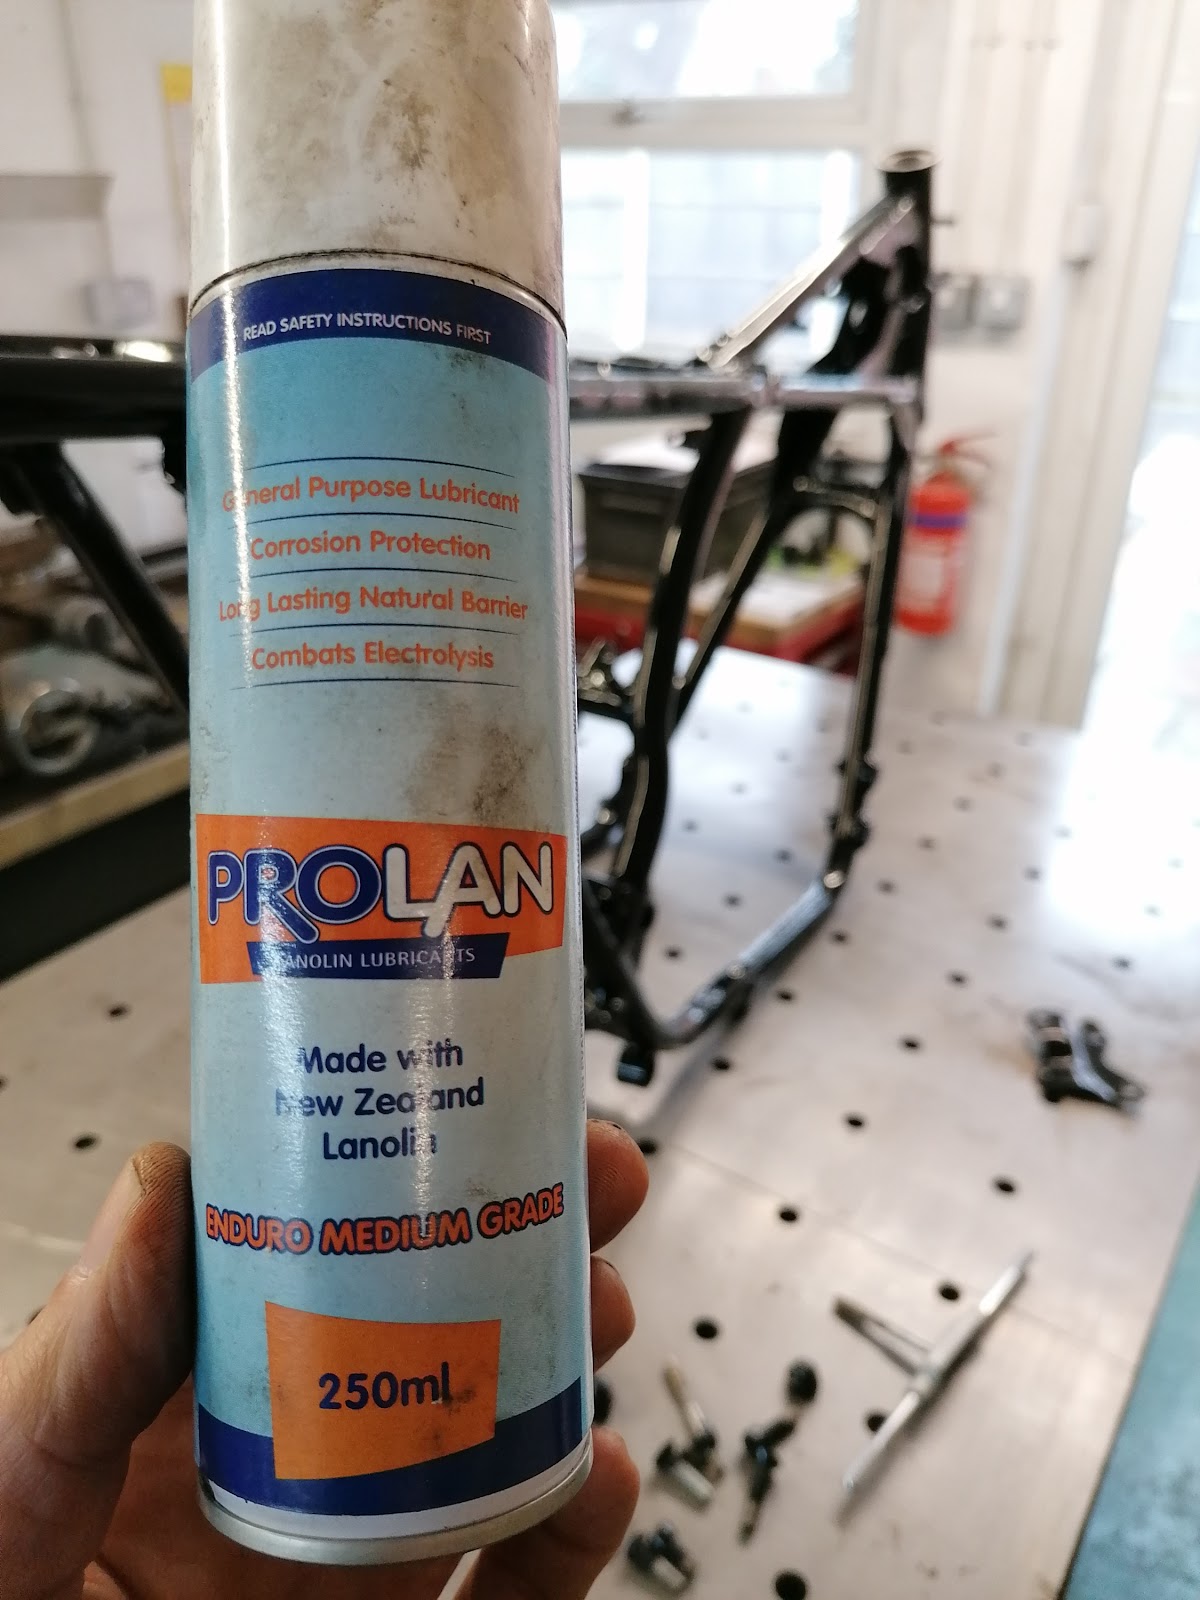 READ SAFETY INSTRUCTIONS FIRST
General Purpose Lubricant
Corrosion Protection
Long Lasting Natural Barrier
Combats Electrolysis
PROLAN
LANOLIN LUBRICANTS
Made with
New Zealand
Lanolin
ENDURO MEDIUM GRADE
250ml